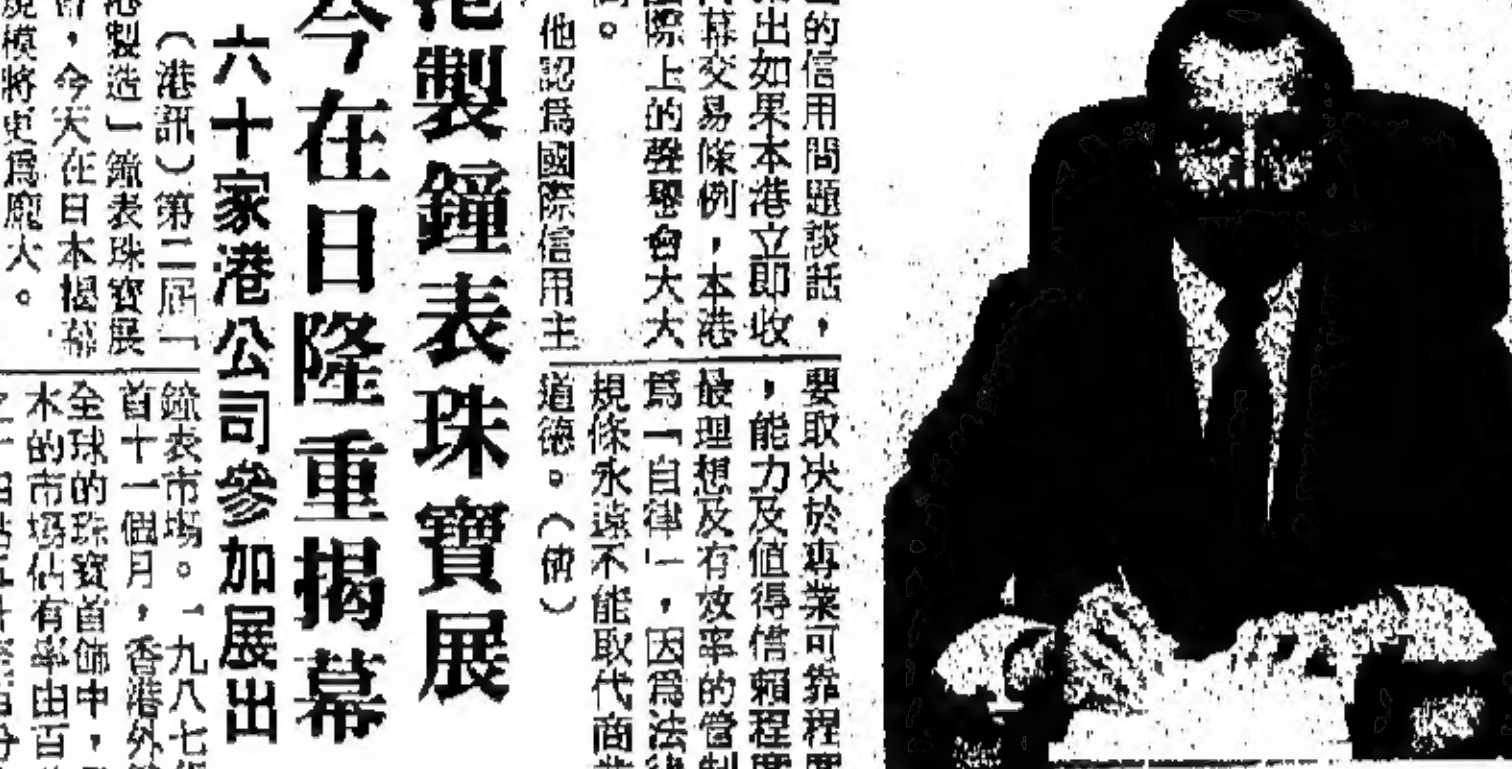 的信用問題談話，
出如果本港立即收
幕交易條例，本港
際上的聲譽會大大
。
他認爲國際信用主
要取决於專業可靠程度
，能力及值得信賴程度
最理想及有效率的管制
爲「自律」，因爲法律
規條永遠不能取代商業
道德。（倩）
港製鐘表珠寶展
今在日隆重揭幕
六十家港公司參加展出
（港訊）第二屆「
港製造」鐘表珠寶展
會，今天在日本揭幕
規模將更爲龐大。
鐘表市場。一九八七
首十一個月，香港外銷
全球的珠寶首飾中，
本的市場佔有率由百